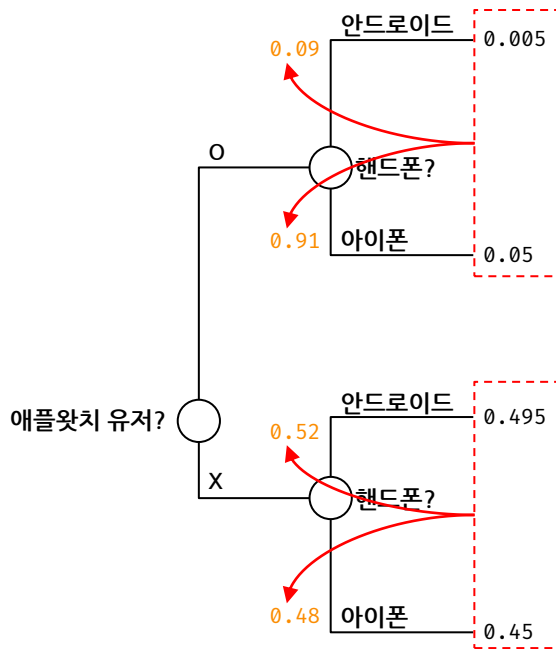 안드로이드
0.005
0.09
O
핸드폰?
0.91
아이폰
0.05
애플왓치 유저?
안드로이드
0.495
0.52
X
핸드폰?
0.48
아이폰
0.45